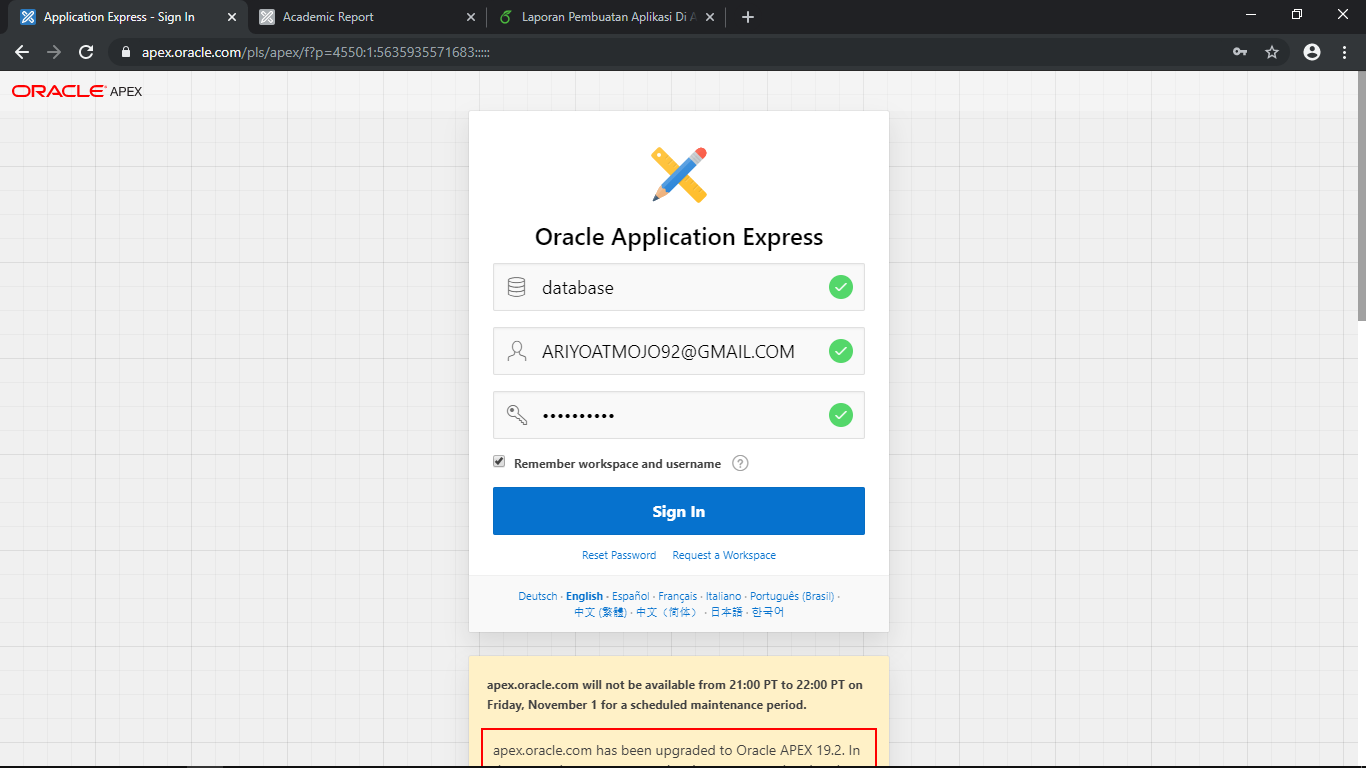 Application Express - Sign In
Academic Report
Laporan Pembuatan Aplikasi Di A
apex.oracle.com/pls/apex/f?p=4550:1:5635935571683:::::
ORACLE APEX
Oracle Application Express
database
ARIYOATMOJO92@GMAIL.COM
••••••••••
Remember workspace and username ?
Sign In
Reset Password Request a Workspace
Deutsch · English · Español · Français · Italiano · Português (Brasil) ·
中文 (繁體) · 中文（简体） · 日本語 · 한국어
apex.oracle.com will not be available from 21:00 PT to 22:00 PT on
Friday, November 1 for a scheduled maintenance period.
apex.oracle.com has been upgraded to Oracle APEX 19.2. In